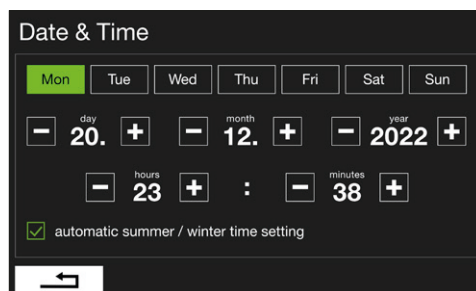 Date & Time
Mon Tue Wed Thu Fri Sat Sun
day month year
− 20. + − 12. + − 2022 +
hours minutes
− 23 + : − 38 +
automatic summer / winter time setting